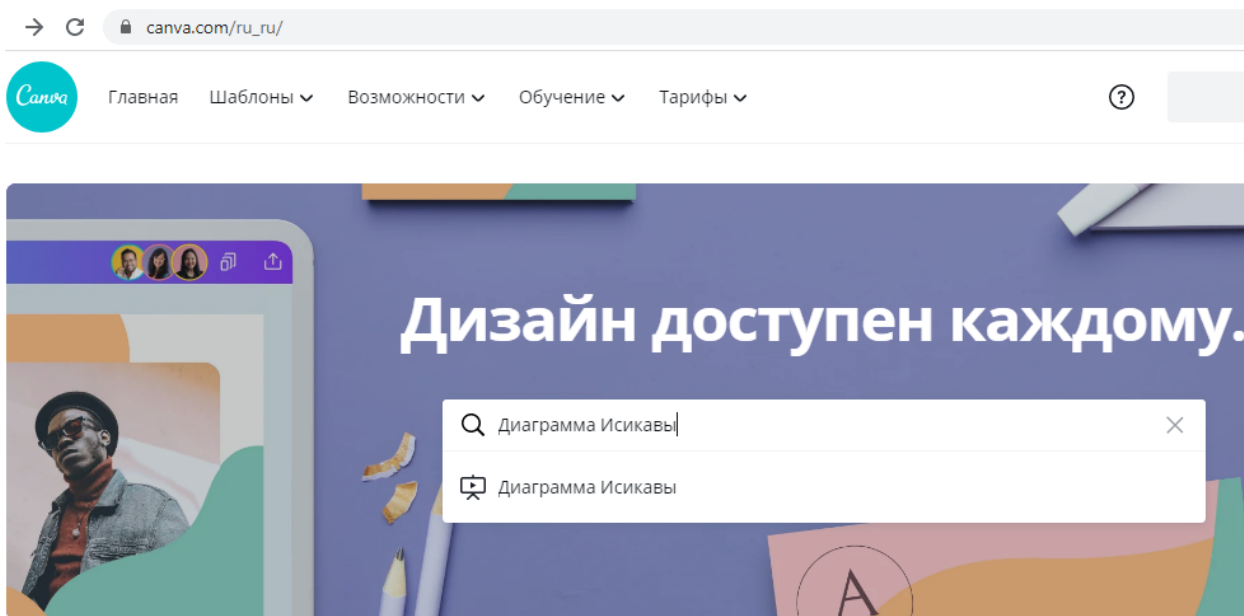 canva.com/ru_ru/
Canva Главная Шаблоны Возможности Обучение Тарифы ?
Дизайн доступен каждому.
Диаграмма Исикавы
Диаграмма Исикавы
A